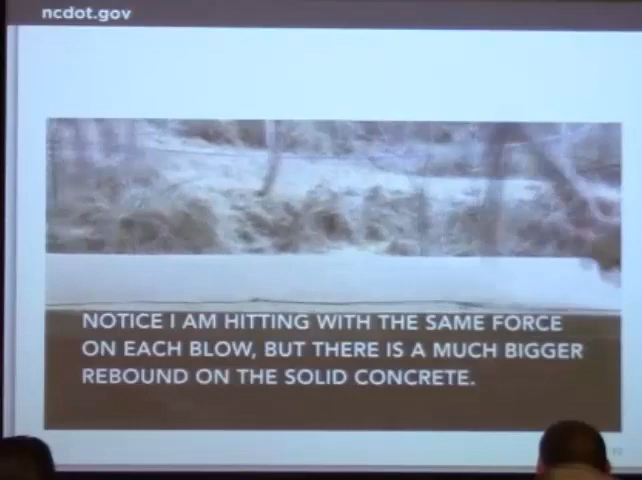 ncdot.gov
NOTICE I AM HITTING WITH THE SAME FORCE
ON EACH BLOW, BUT THERE IS A MUCH BIGGER
REBOUND ON THE SOLID CONCRETE.